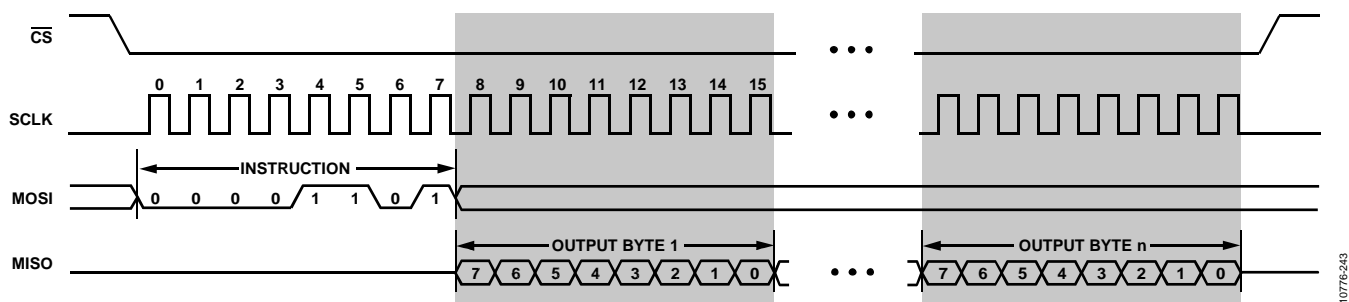 CS
0 1 2 3 4 5 6 7 8 9 10 11 12 13 14 15
SCLK
INSTRUCTION
MOSI 0 0 0 0 1 1 0 1
OUTPUT BYTE 1 OUTPUT BYTE n
MISO 7 6 5 4 3 2 1 0 7 6 5 4 3 2 1 0
10776-243